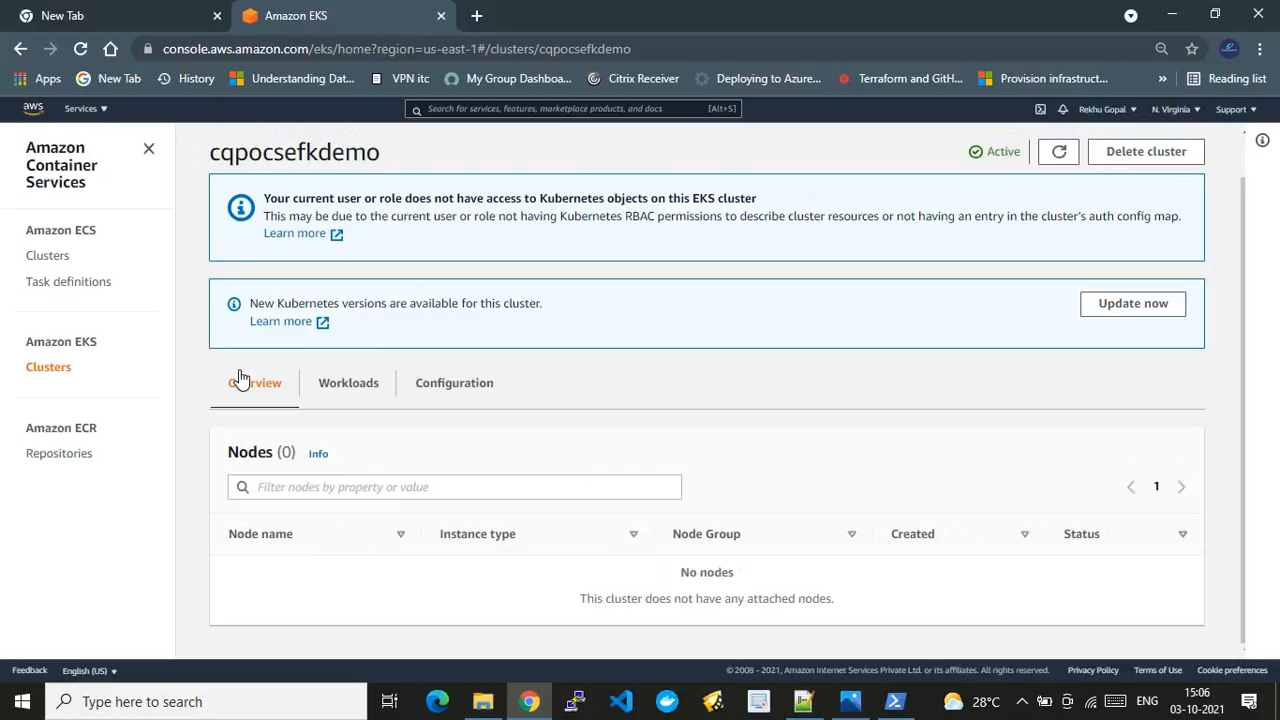 New Tab
Amazon EKS
console.aws.amazon.com/eks/home?region=us-east-1#/clusters/cqpocsefkdemo
Apps
New Tab
History
Understanding Dat...
VPN itc
My Group Dashboa...
Citrix Receiver
Deploying to Azure...
Terraform and GitH...
Provision infrastruct...
»
Reading list
aws
Services
Search for services, features, marketplace products, and docs
[Alt+S]
Rekhu Gopal
N. Virginia
Support
Amazon
Container
Services
Amazon ECS
Clusters
Task definitions
Amazon EKS
Clusters
Amazon ECR
Repositories
cqpocsefkdemo
Active
Delete cluster
Your current user or role does not have access to Kubernetes objects on this EKS cluster
This may be due to the current user or role not having Kubernetes RBAC permissions to describe cluster resources or not having an entry in the cluster's auth config map.
Learn more
New Kubernetes versions are available for this cluster.
Learn more
Update now
Overview
Workloads
Configuration
Nodes (0)
Info
Filter nodes by property or value
1
Node name
Instance type
Node Group
Created
Status
No nodes
This cluster does not have any attached nodes.
Feedback
English (US)
© 2008 - 2021, Amazon Internet Services Private Ltd. or its affiliates. All rights reserved.
Privacy Policy
Terms of Use
Cookie preferences
Type here to search
28°C
ENG
15:06
03-10-2021